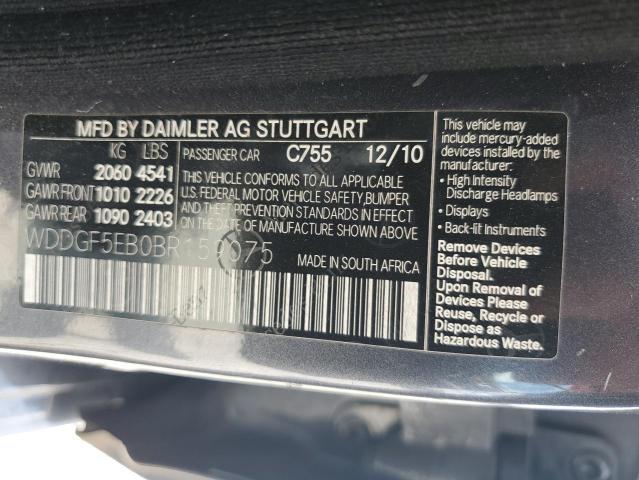 MFD BY DAIMLER AG STUTTGART
KG LBS
GVWR 2060 4541
GAWR FRONT 1010 2226
GAWR REAR 1090 2403
PASSENGER CAR C755 12/10
THIS VEHICLE CONFORMS TO ALL APPLICABLE
U.S. FEDERAL MOTOR VEHICLE SAFETY, BUMPER
AND THEFT PREVENTION STANDARDS IN EFFECT
ON DATE OF MANUFACTURE SHOWN ABOVE
WDDGF5EB0BR159075
MADE IN SOUTH AFRICA
This vehicle may
include mercury-added
devices installed by the
manufacturer:
• High Intensity
Discharge Headlamps
• Displays
• Back-lit Instruments
Remove Devices
Before Vehicle
Disposal.
Upon Removal of
Devices Please
Reuse, Recycle or
Dispose as
Hazardous Waste.